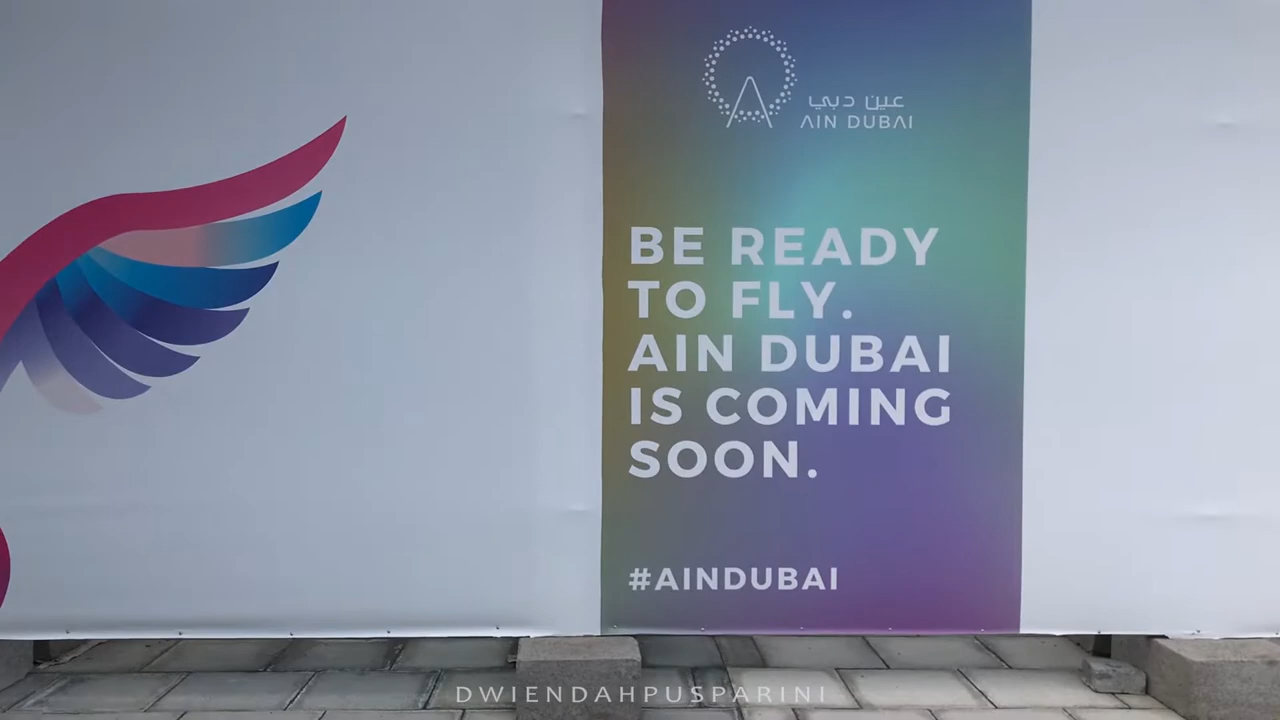 عين دبي
AIN DUBAI
BE READY
TO FLY.
AIN DUBAI
IS COMING
SOON.
#AINDUBAI
DWIENDAHPUSPARINI